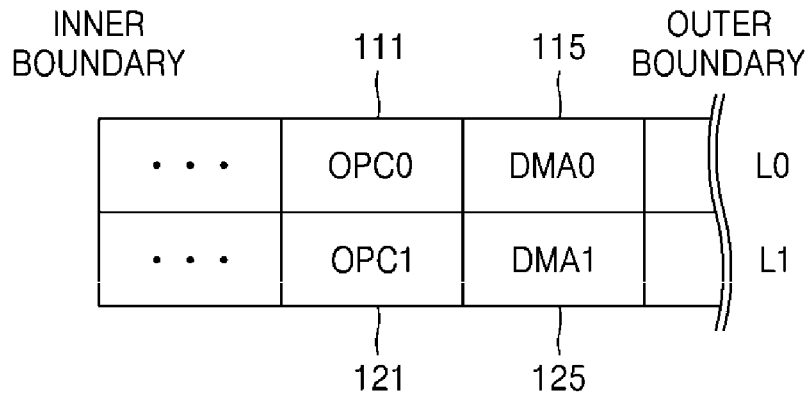 INNER
BOUNDARY
111
115
OUTER
BOUNDARY
• • •
OPC0
DMA0
L0
• • •
OPC1
DMA1
L1
121
125